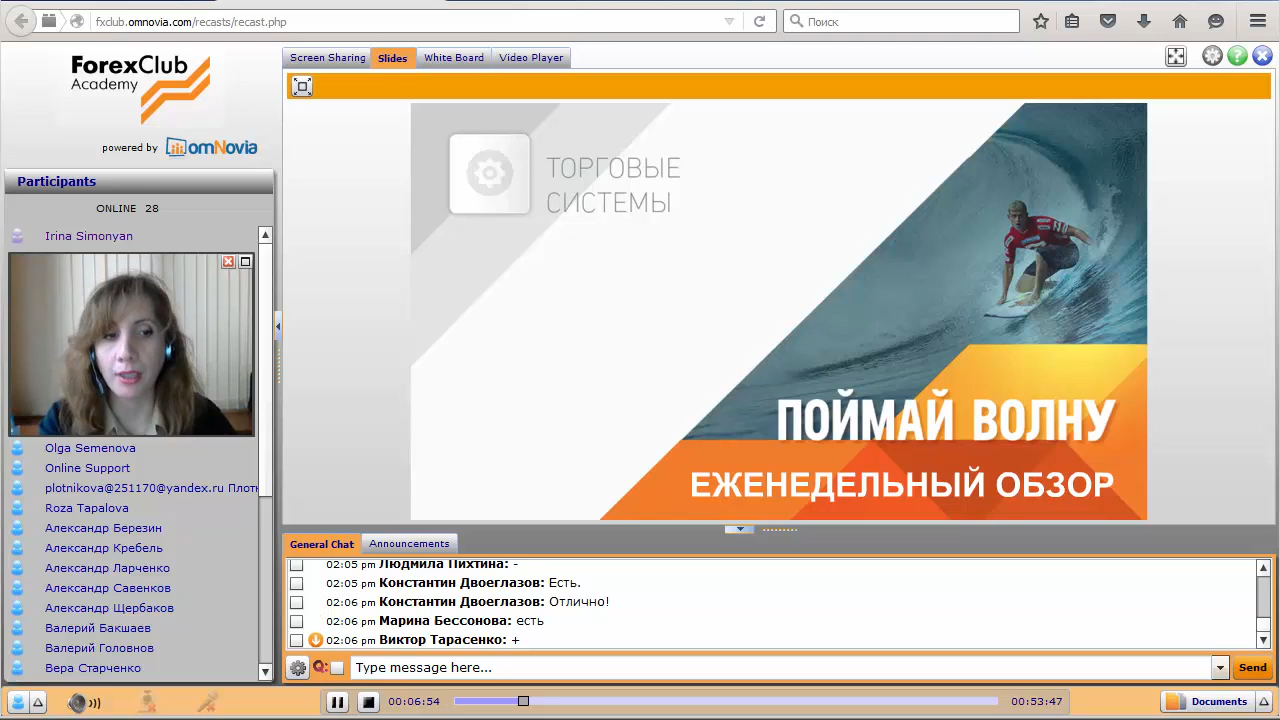 fxclub.omnovia.com/recasts/recast.php
Поиск
ForexClub
Academy
powered by omNovia
Participants
ONLINE 28
Irina Simonyan
Olga Semenova
Online Support
plotnikova@251170@yandex.ru Плотн
Roza Tapalova
Александр Березин
Александр Кребель
Александр Ларченко
Александр Савенков
Александр Щербаков
Валерий Бакшаев
Валерий Головнов
Вера Старченко
Screen Sharing
Slides
White Board
Video Player
ТОРГОВЫЕ
СИСТЕМЫ
ПОЙМАЙ ВОЛНУ
ЕЖЕНЕДЕЛЬНЫЙ ОБЗОР
General Chat
Announcements
02:05 pm Людмила Пихтина: -
02:05 pm Константин Двоеглазов: Есть.
02:06 pm Константин Двоеглазов: Отлично!
02:06 pm Марина Бессонова: есть
02:06 pm Виктор Тарасенко: +
Type message here...
Send
00:06:54
00:53:47
Documents